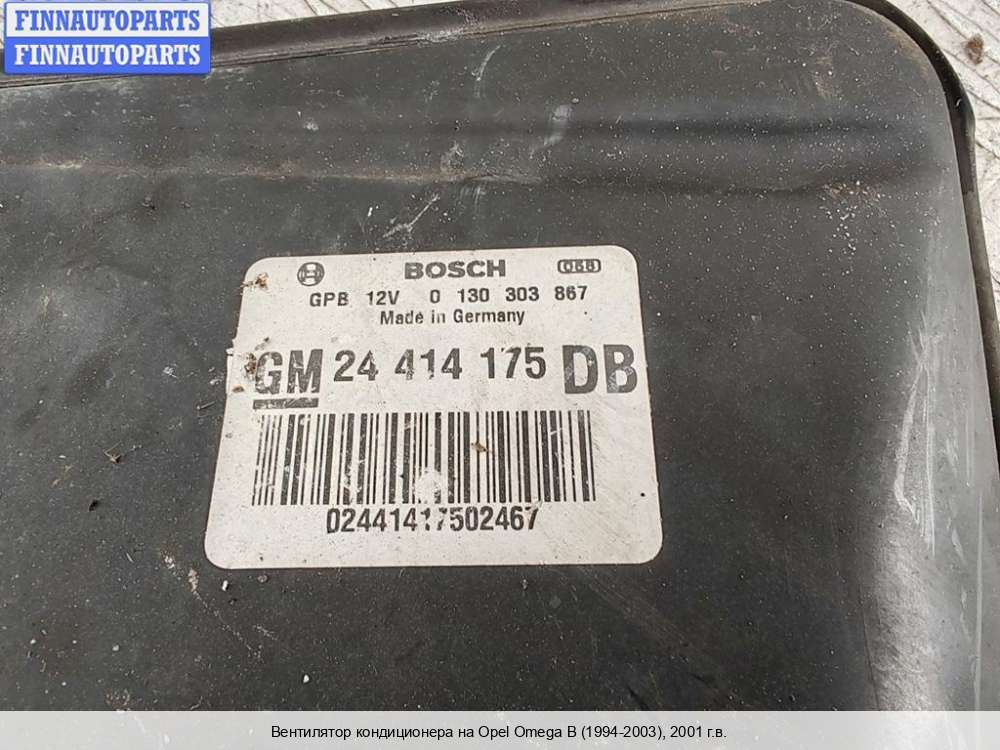 FINNAUTOPARTS
FINNAUTOPARTS
BOSCH 066
GPB 12V 0 130 303 867
Made in Germany
GM 24 414 175 DB
02441417502467
Вентилятор кондиционера на Opel Omega B (1994-2003), 2001 г.в.